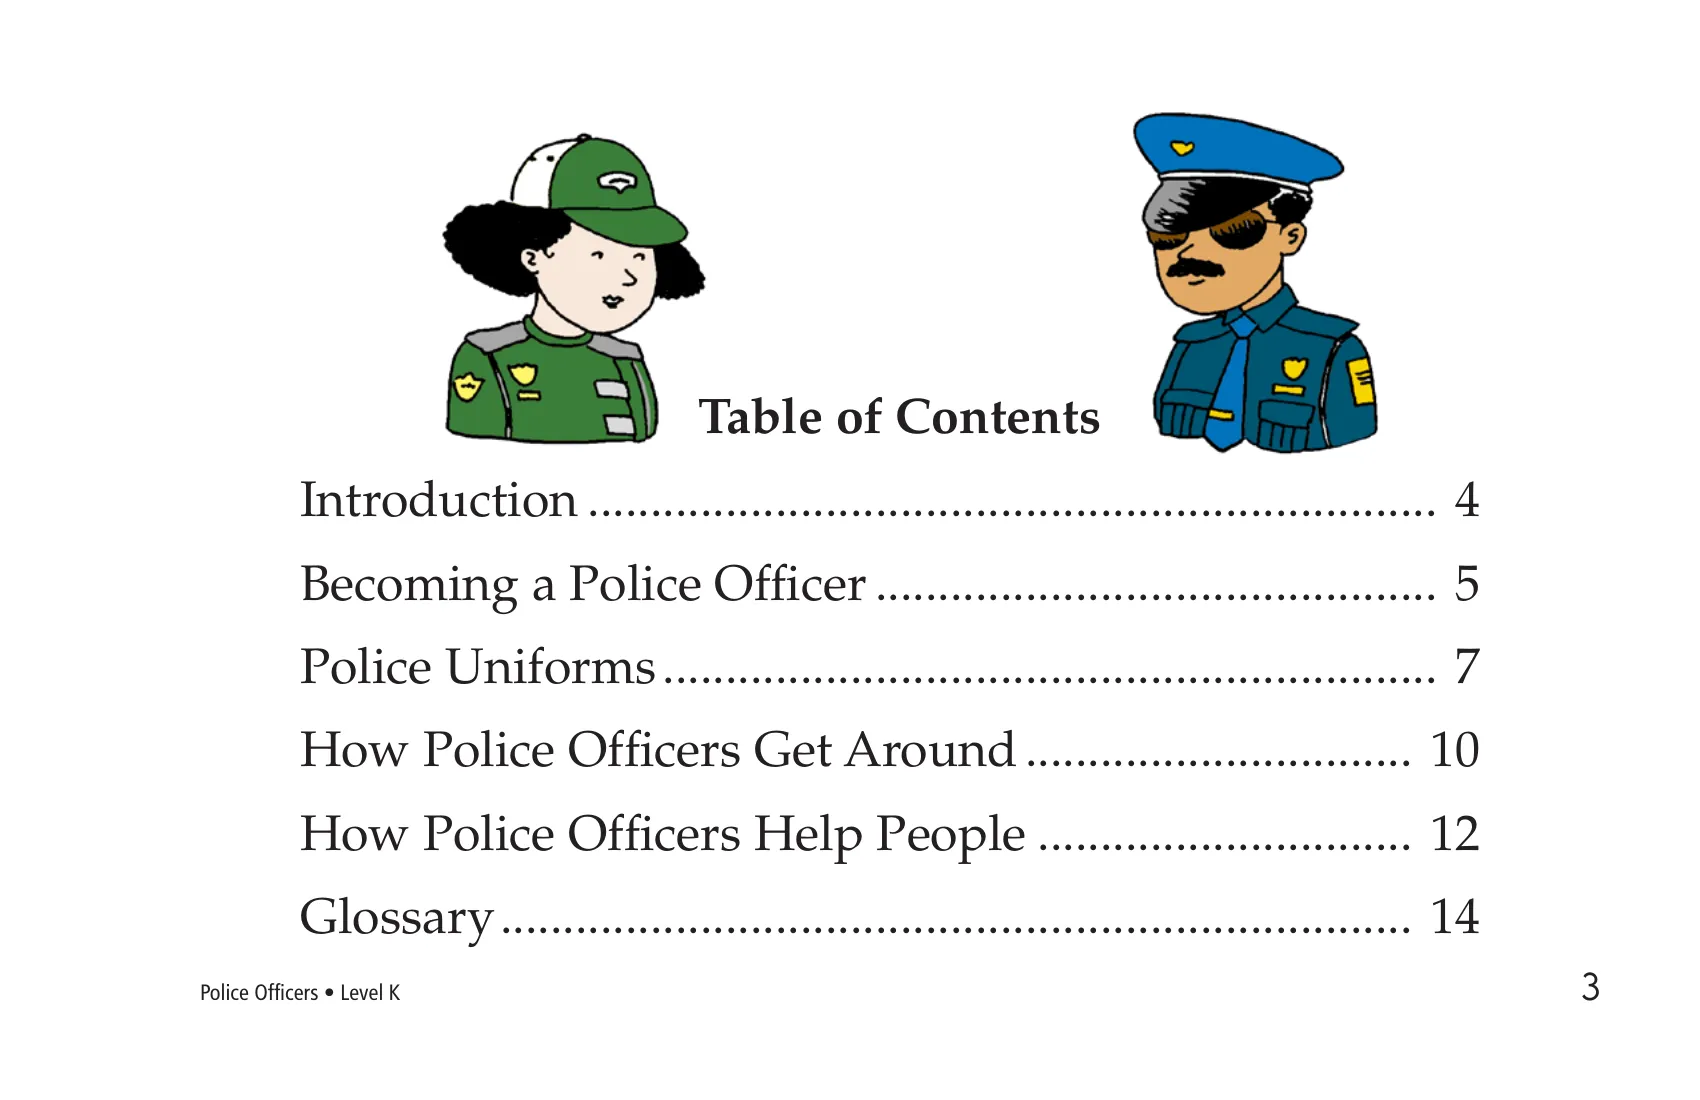 Table of Contents
Introduction .................................................................... 4
Becoming a Police Officer ............................................. 5
Police Uniforms .............................................................. 7
How Police Officers Get Around ............................... 10
How Police Officers Help People .............................. 12
Glossary ......................................................................... 14
Police Officers • Level K
3